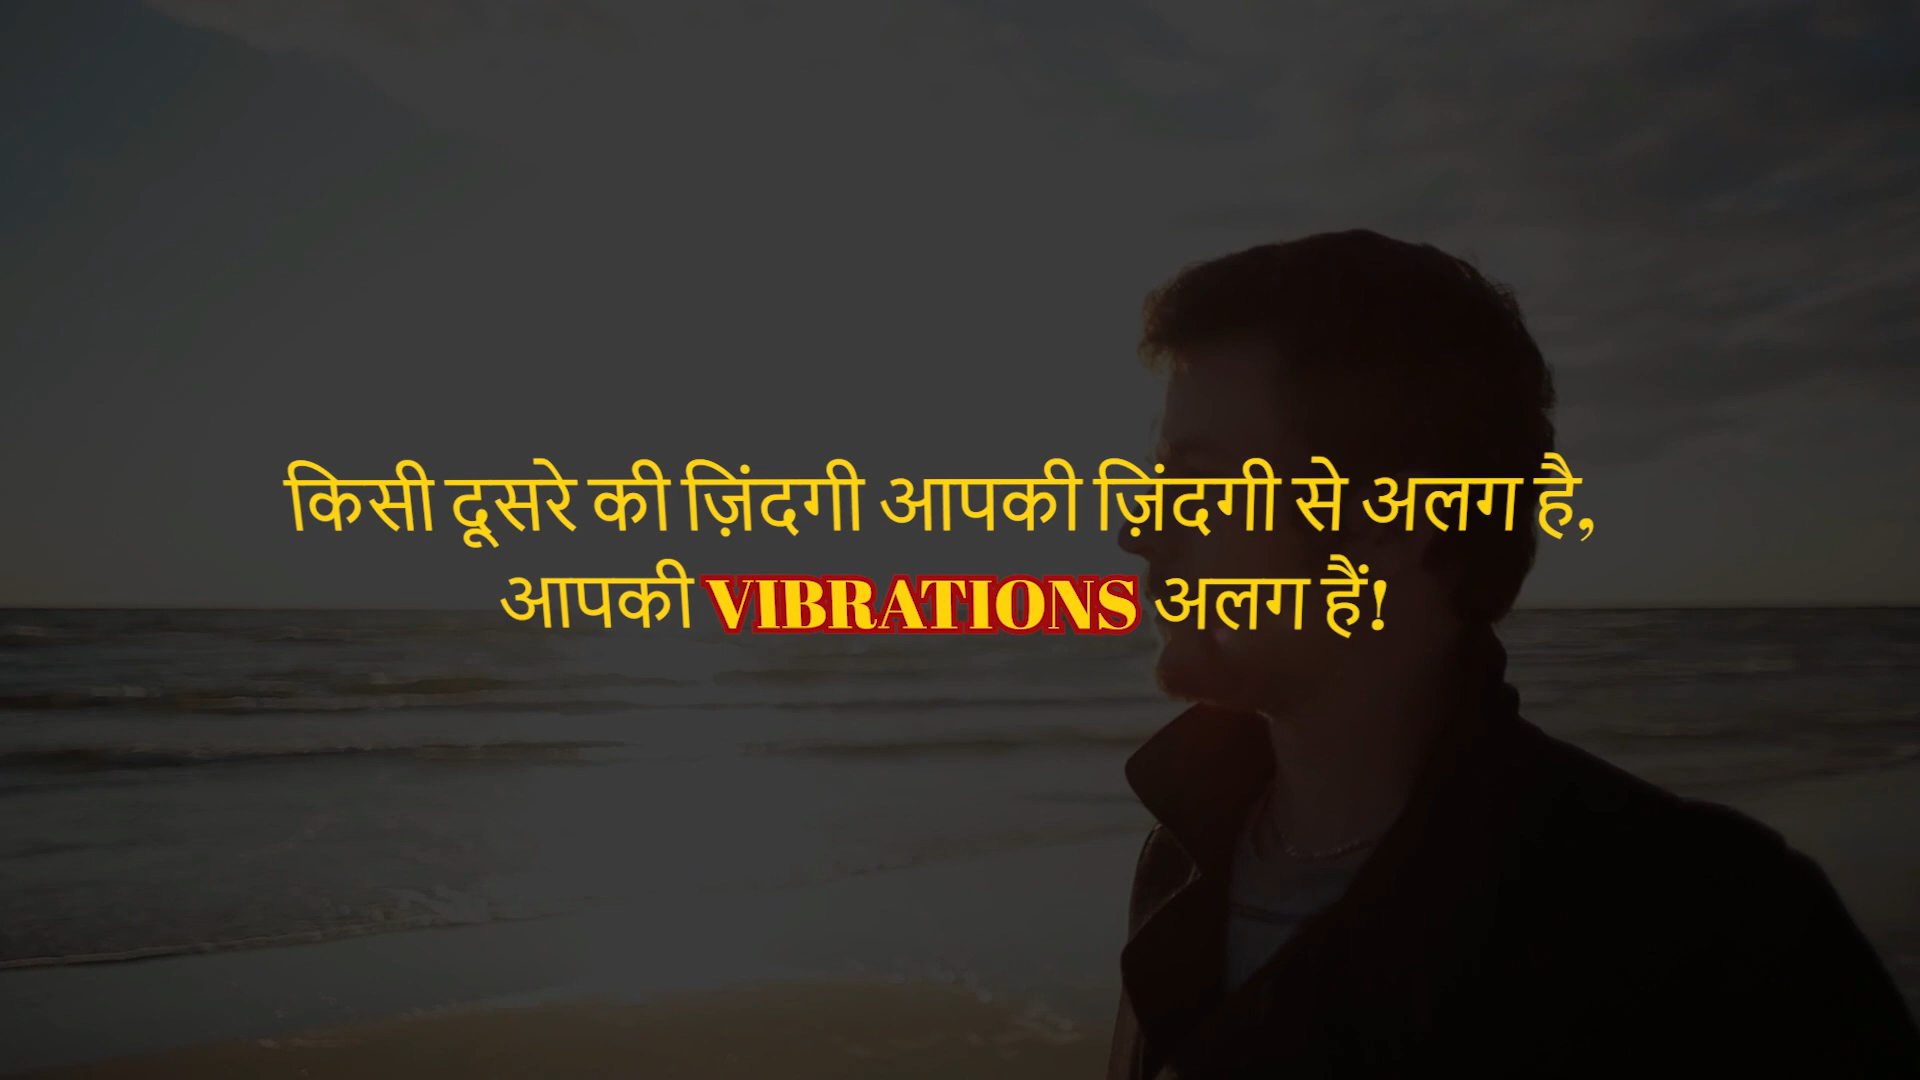 किसी दूसरे की ज़िंदगी आपकी ज़िंदगी से अलग है,
आपकी VIBRATIONS अलग हैं!